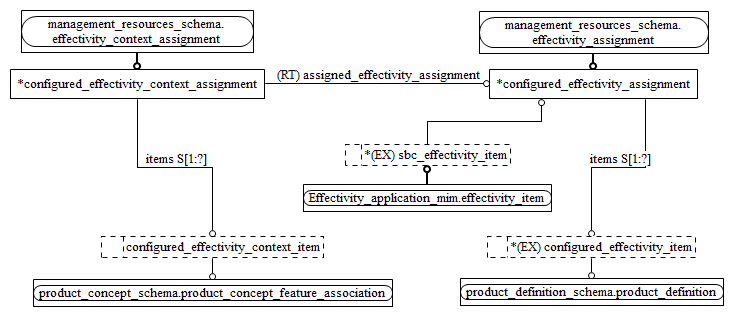 management_resources_schema.
effectivity_context_assignment
management_resources_schema.
effectivity_assignment
*configured_effectivity_context_assignment
(RT) assigned_effectivity_assignment
*configured_effectivity_assignment
items S[1:?]
*(EX) sbc_effectivity_item
items S[1:?]
Effectivity_application_mim.effectivity_item
configured_effectivity_context_item
*(EX) configured_effectivity_item
product_concept_schema.product_concept_feature_association
product_definition_schema.product_definition